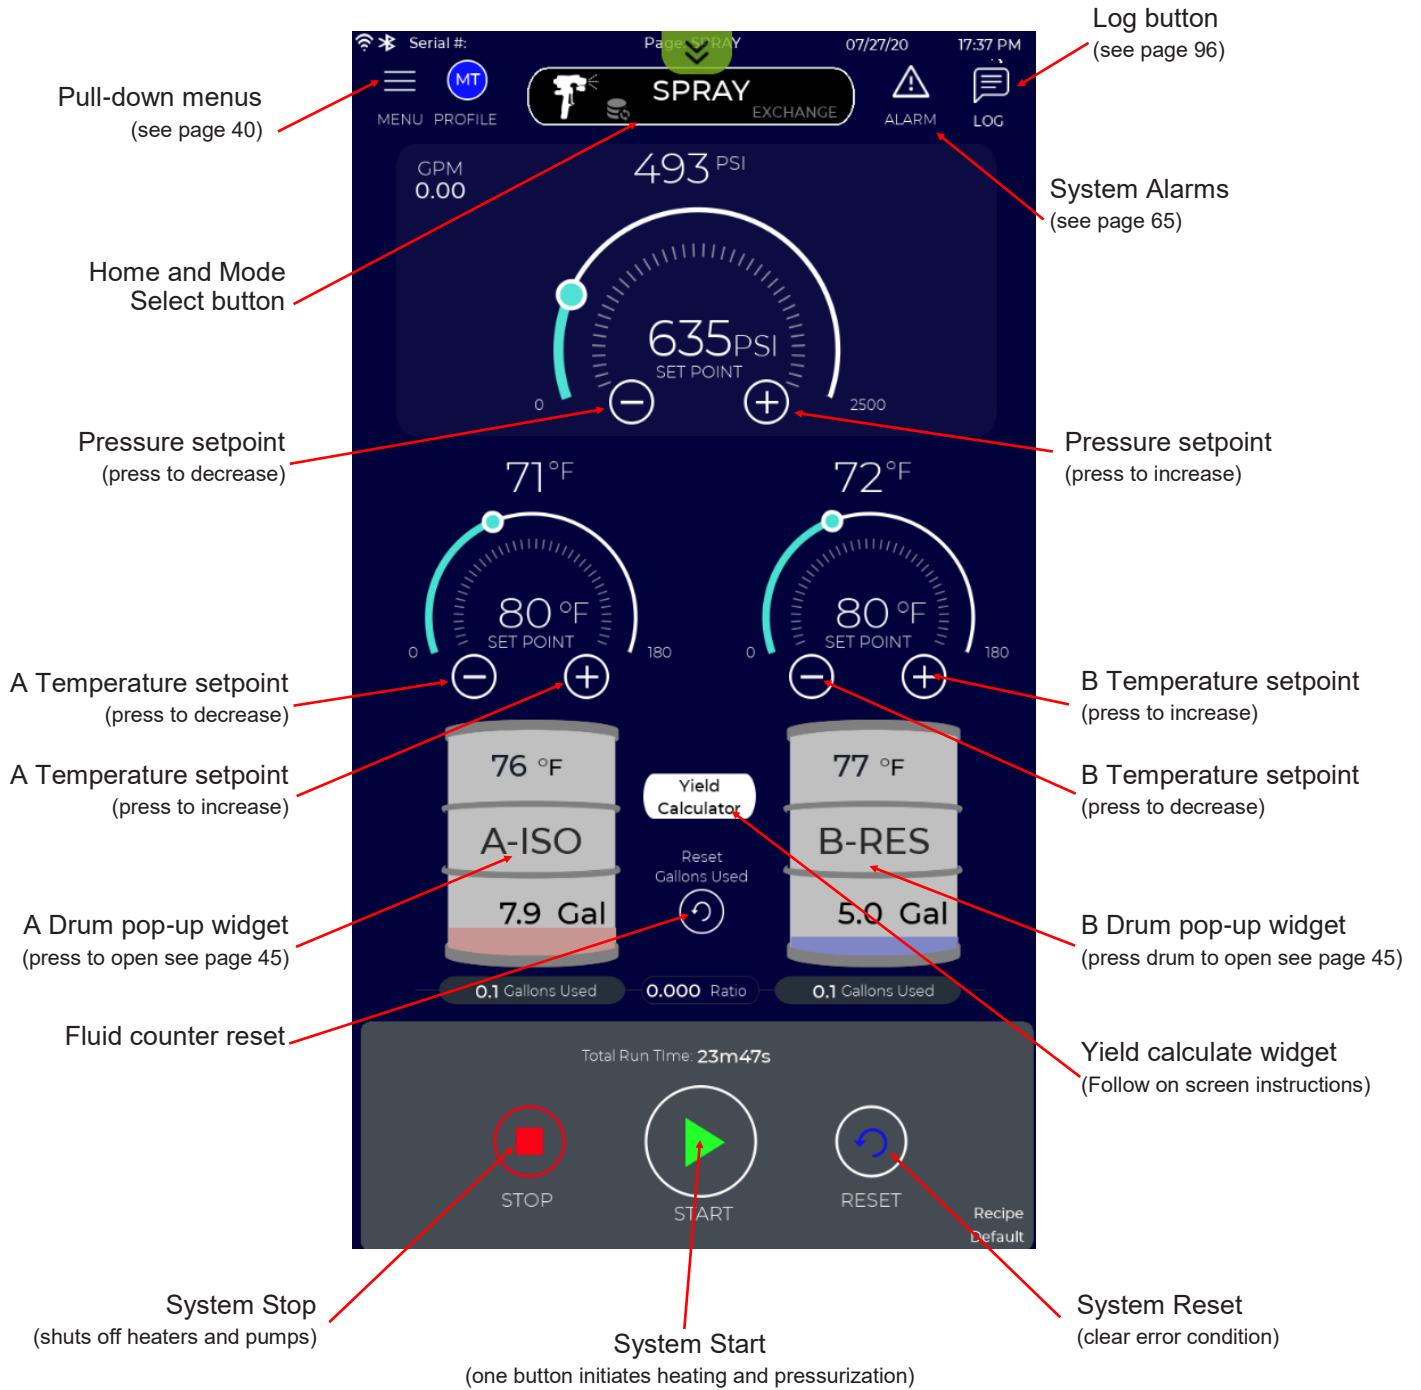 Log button
(see page 96)
Serial #:
Page: SPRAY
07/27/20
17:37 PM
Pull-down menus
(see page 40)
MT
SPRAY
EXCHANGE
MENU
PROFILE
ALARM
LOG
System Alarms
(see page 65)
GPM
0.00
493 PSI
Home and Mode
Select button
635 PSI
SET POINT
0
2500
Pressure setpoint
(press to decrease)
Pressure setpoint
(press to increase)
71 °F
72 °F
80 °F
SET POINT
0
180
80 °F
SET POINT
0
180
A Temperature setpoint
(press to decrease)
B Temperature setpoint
(press to increase)
A Temperature setpoint
(press to increase)
B Temperature setpoint
(press to decrease)
76 °F
A-ISO
7.9 Gal
Yield
Calculator
Reset
Gallons Used
77 °F
B-RES
5.0 Gal
A Drum pop-up widget
(press to open see page 45)
B Drum pop-up widget
(press drum to open see page 45)
0.1 Gallons Used
0.000 Ratio
0.1 Gallons Used
Fluid counter reset
Yield calculate widget
(Follow on screen instructions)
Total Run TIme: 23m47s
STOP
START
RESET
Recipe
Default
System Stop
(shuts off heaters and pumps)
System Start
(one button initiates heating and pressurization)
System Reset
(clear error condition)